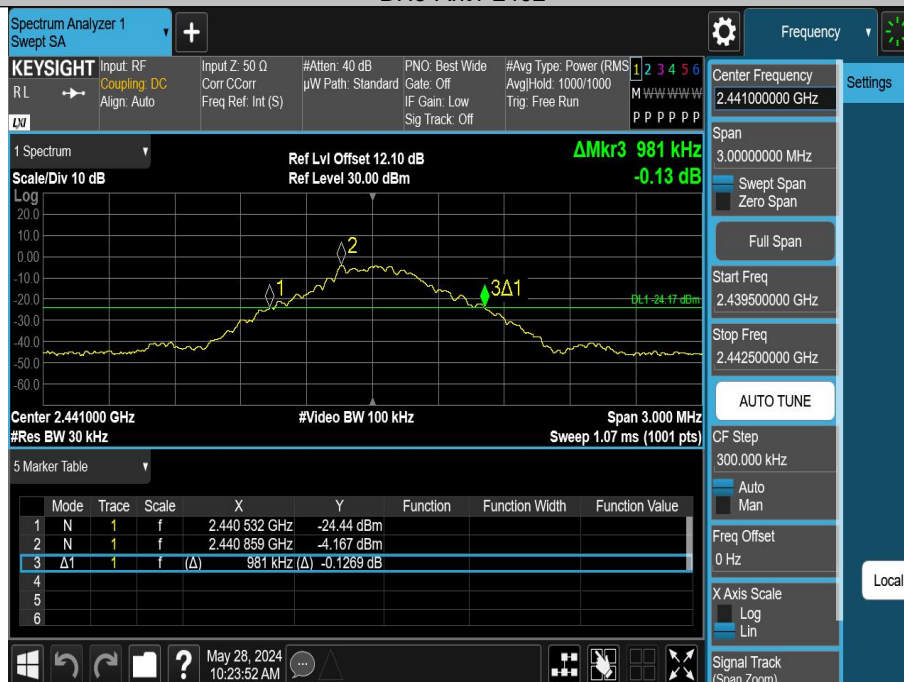 Spectrum Analyzer 1
Swept SA
+
Frequency
KEYSIGHT
RL
LXI
Input: RF
Coupling: DC
Align: Auto
Input Z: 50 Ω
Corr CCorr
Freq Ref: Int (S)
#Atten: 40 dB
µW Path: Standard
PNO: Best Wide
Gate: Off
IF Gain: Low
Sig Track: Off
#Avg Type: Power (RMS
Avg|Hold: 1000/1000
Trig: Free Run
1 2 3 4 5 6
M W W W W W
P P P P P P
1 Spectrum
Scale/Div 10 dB
Ref Lvl Offset 12.10 dB
Ref Level 30.00 dBm
ΔMkr3 981 kHz
-0.13 dB
Log
20.0
10.0
0.00
-10.0
-20.0
-30.0
-40.0
-50.0
-60.0
1
2
3Δ1
DL1 -24.17 dBm
Center 2.441000 GHz
#Video BW 100 kHz
Span 3.000 MHz
#Res BW 30 kHz
Sweep 1.07 ms (1001 pts)
5 Marker Table
Mode Trace Scale X Y Function Function Width Function Value
1 N 1 f 2.440 532 GHz -24.44 dBm
2 N 1 f 2.440 859 GHz -4.167 dBm
3 Δ1 1 f (Δ) 981 kHz (Δ) -0.1269 dB
4
5
6
?
May 28, 2024
10:23:52 AM
Center Frequency
2.441000000 GHz
Span
3.00000000 MHz
Swept Span
Zero Span
Full Span
Start Freq
2.439500000 GHz
Stop Freq
2.442500000 GHz
AUTO TUNE
CF Step
300.000 kHz
Auto
Man
Freq Offset
0 Hz
X Axis Scale
Log
Lin
Signal Track
(Span Zoom)
Settings
Local